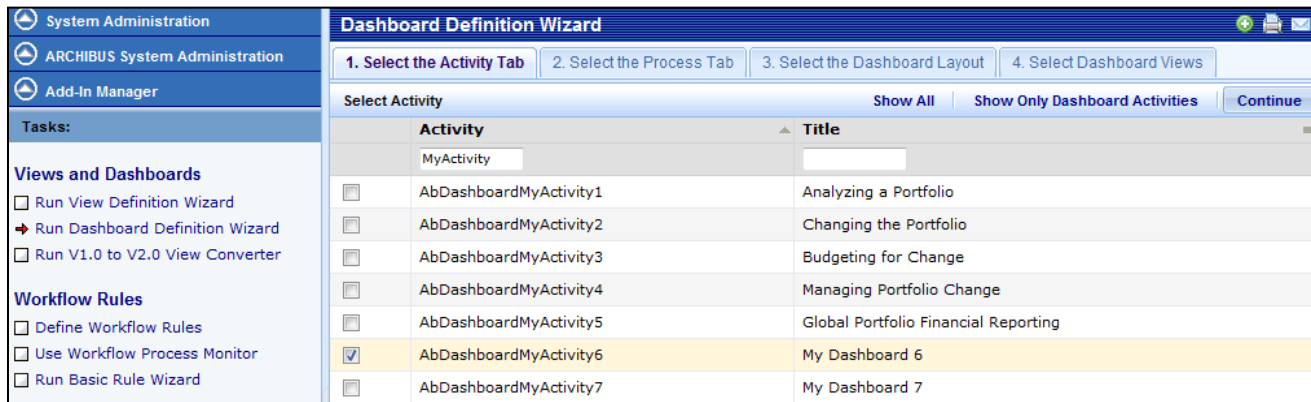 System Administration
ARCHIBUS System Administration
Add-In Manager
Tasks:
Views and Dashboards
Run View Definition Wizard
Run Dashboard Definition Wizard
Run V1.0 to V2.0 View Converter
Workflow Rules
Define Workflow Rules
Use Workflow Process Monitor
Run Basic Rule Wizard
Dashboard Definition Wizard
1. Select the Activity Tab 2. Select the Process Tab 3. Select the Dashboard Layout 4. Select Dashboard Views
Select Activity Show All Show Only Dashboard Activities Continue
Activity Title
MyActivity
AbDashboardMyActivity1 Analyzing a Portfolio
AbDashboardMyActivity2 Changing the Portfolio
AbDashboardMyActivity3 Budgeting for Change
AbDashboardMyActivity4 Managing Portfolio Change
AbDashboardMyActivity5 Global Portfolio Financial Reporting
AbDashboardMyActivity6 My Dashboard 6
AbDashboardMyActivity7 My Dashboard 7